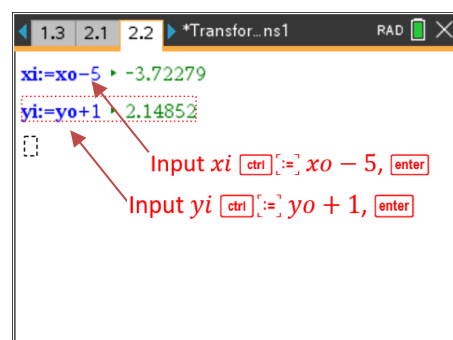 1.3 2.1 2.2 *Transfor...ns1 RAD
xi:=xo−5 ▸ −3.72279
yi:=yo+1 ▸ 2.14852
Input xi ctrl [:=] xo − 5, enter
Input yi ctrl [:=] yo + 1, enter